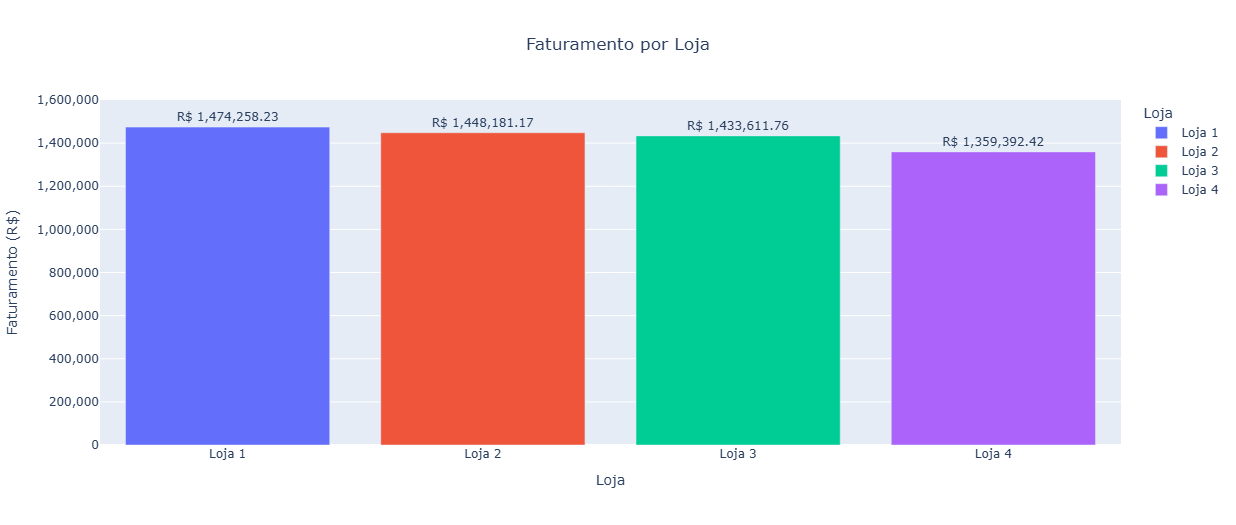 Faturamento por Loja
Faturamento (R$)
1,600,000
1,400,000
1,200,000
1,000,000
800,000
600,000
400,000
200,000
0
R$ 1,474,258.23
R$ 1,448,181.17
R$ 1,433,611.76
R$ 1,359,392.42
Loja 1
Loja 2
Loja 3
Loja 4
Loja
Loja
Loja 1
Loja 2
Loja 3
Loja 4